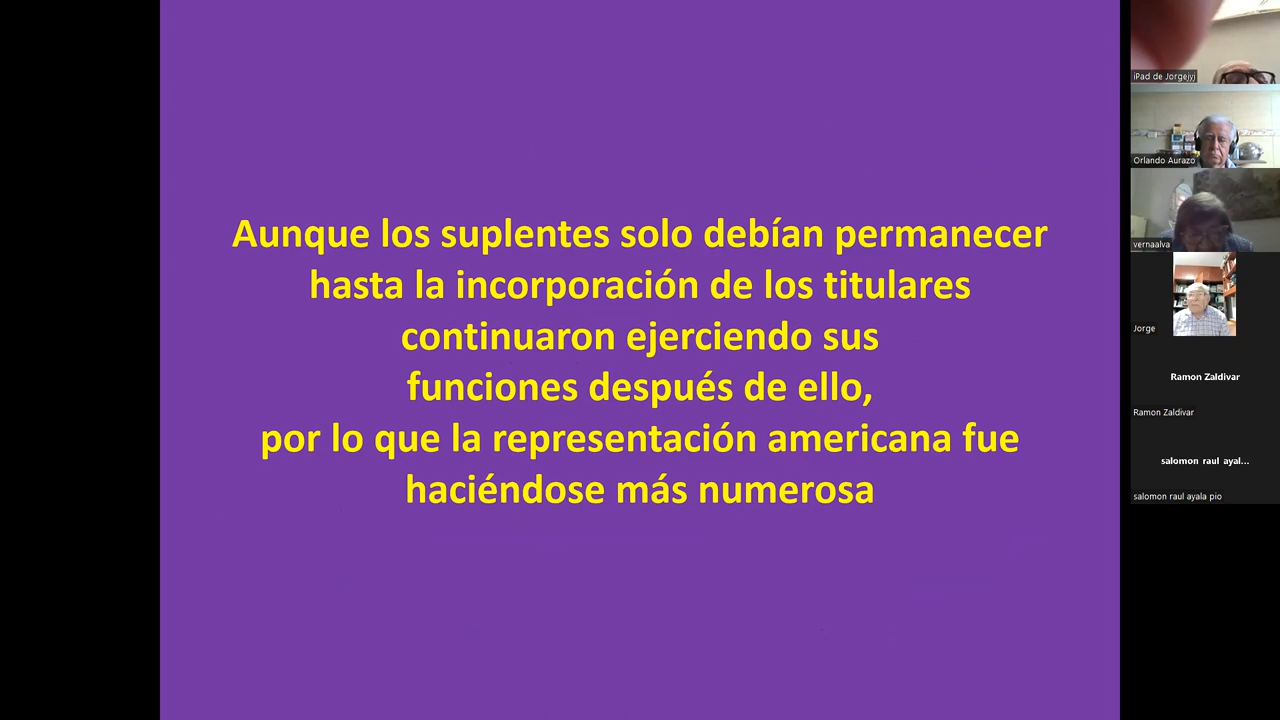 Aunque los suplentes solo debían permanecer
hasta la incorporación de los titulares
continuaron ejerciendo sus
funciones después de ello,
por lo que la representación americana fue
haciéndose más numerosa
iPad de Jorgejyj
Orlando Aurazo
vernaalva
Jorge
Ramon Zaldivar
Ramon Zaldivar
salomon raul ayal...
salomon raul ayala pio